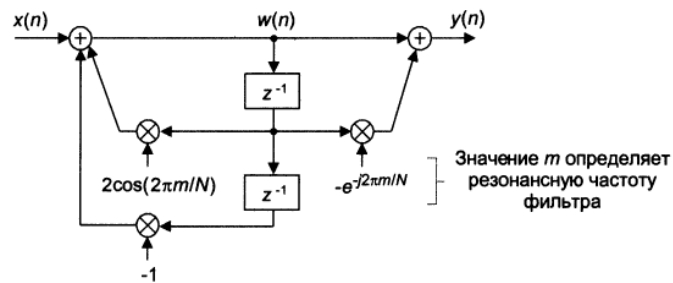 x(n)
w(n)
y(n)
z⁻¹
2cos(2πm/N)
-e^{-j2πm/N}
Значение m определяет
резонансную частоту
фильтра
z⁻¹
-1